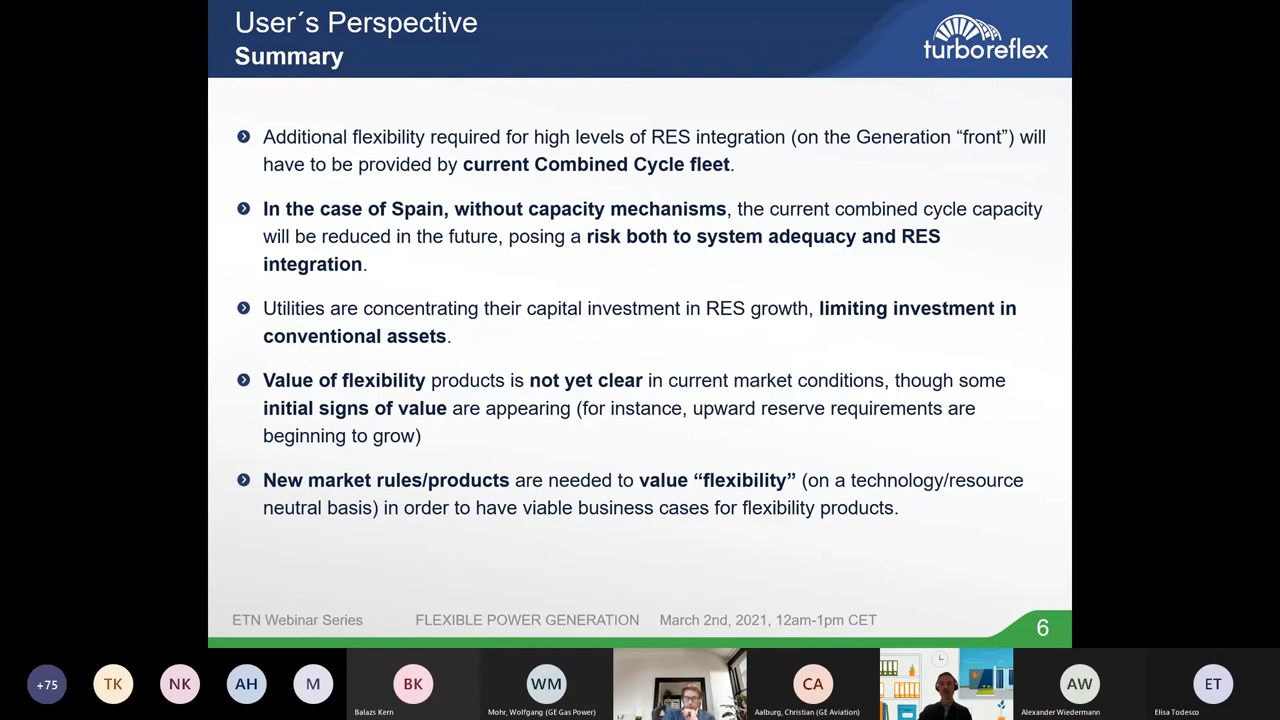 User´s Perspective
Summary
turboreflex
Additional flexibility required for high levels of RES integration (on the Generation “front”) will
have to be provided by current Combined Cycle fleet.
In the case of Spain, without capacity mechanisms, the current combined cycle capacity
will be reduced in the future, posing a risk both to system adequacy and RES
integration.
Utilities are concentrating their capital investment in RES growth, limiting investment in
conventional assets.
Value of flexibility products is not yet clear in current market conditions, though some
initial signs of value are appearing (for instance, upward reserve requirements are
beginning to grow)
New market rules/products are needed to value “flexibility” (on a technology/resource
neutral basis) in order to have viable business cases for flexibility products.
ETN Webinar Series FLEXIBLE POWER GENERATION March 2nd, 2021, 12am-1pm CET
6
+75 TK NK AH M BK WM CA AW ET
Balazs Kern Mohr, Wolfgang (GE Gas Power) Aalburg, Christian (GE Aviation) Alexander Wiedermann Elisa Todesco